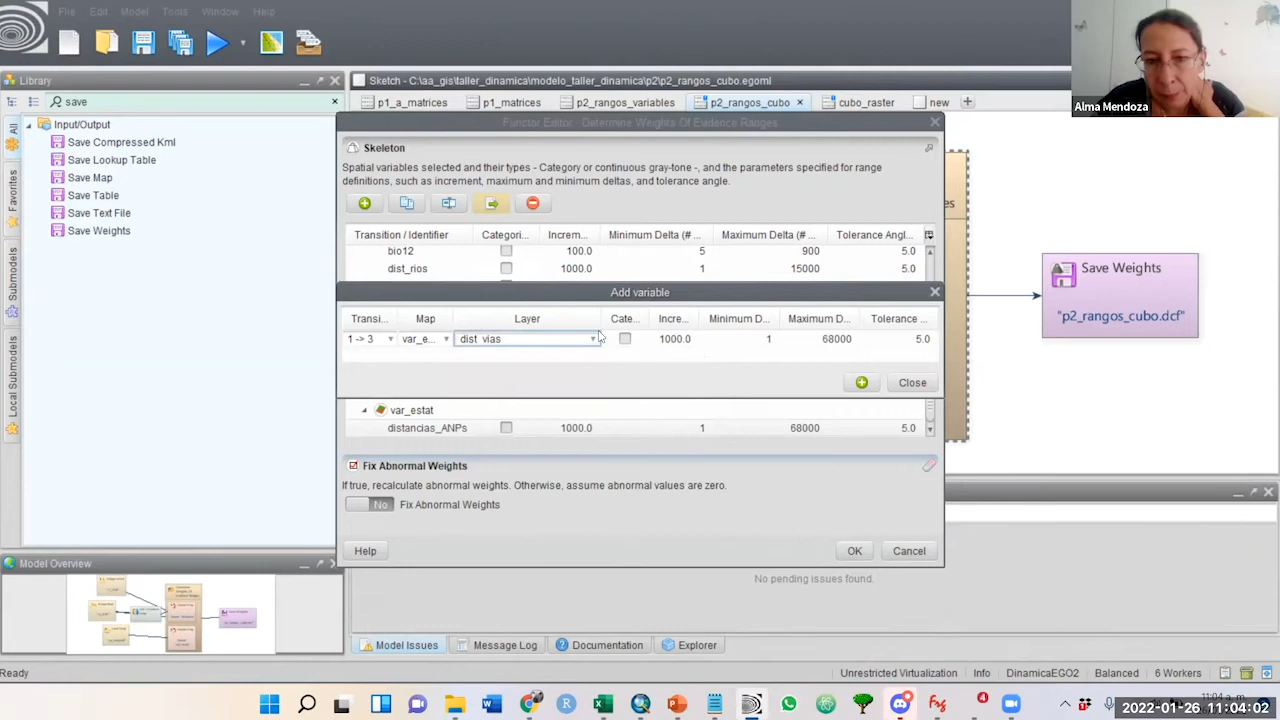 File Edit Model Tools Window Help
Library
Sketch - C:\aa_gis\taller_dinamica\modelo_taller_dinamica\p2\p2_rangos_cubo.egoml
save
p1_a_matrices p1_matrices p2_rangos_variables p2_rangos_cubo cubo_raster new
Alma Mendoza
All
Favorites
Submodels
Local Submodels
Input/Output
Save Compressed Kml
Save Lookup Table
Save Map
Save Table
Save Text File
Save Weights
Functor Editor - Determine Weights Of Evidence Ranges
Skeleton
Spatial variables selected and their types - Category or continuous gray-tone -, and the parameters specified for range
definitions, such as increment, maximum and minimum deltas, and tolerance angle.
Transition / Identifier Categori... Increm... Minimum Delta (# ... Maximum Delta (# ... Tolerance Angl...
bio12 100.0 5 900 5.0
dist_rios 1000.0 1 15000 5.0
Add variable
Transi... Map Layer Cate... Incre... Minimum D... Maximum D... Tolerance ...
1 -> 3 var_e... dist_vias 1000.0 1 68000 5.0
Close
var_estat
distancias_ANPs 1000.0 1 68000 5.0
Fix Abnormal Weights
If true, recalculate abnormal weights. Otherwise, assume abnormal values are zero.
No Fix Abnormal Weights
Help OK Cancel
es
Save Weights
"p2_rangos_cubo.dcf"
Model Overview
No pending issues found.
Model Issues Message Log Documentation Explorer
Ready
Unrestricted Virtualization Info DinamicaEGO2 Balanced 6 Workers
4
11:04 a. m.
2022-01-26 11:04:02